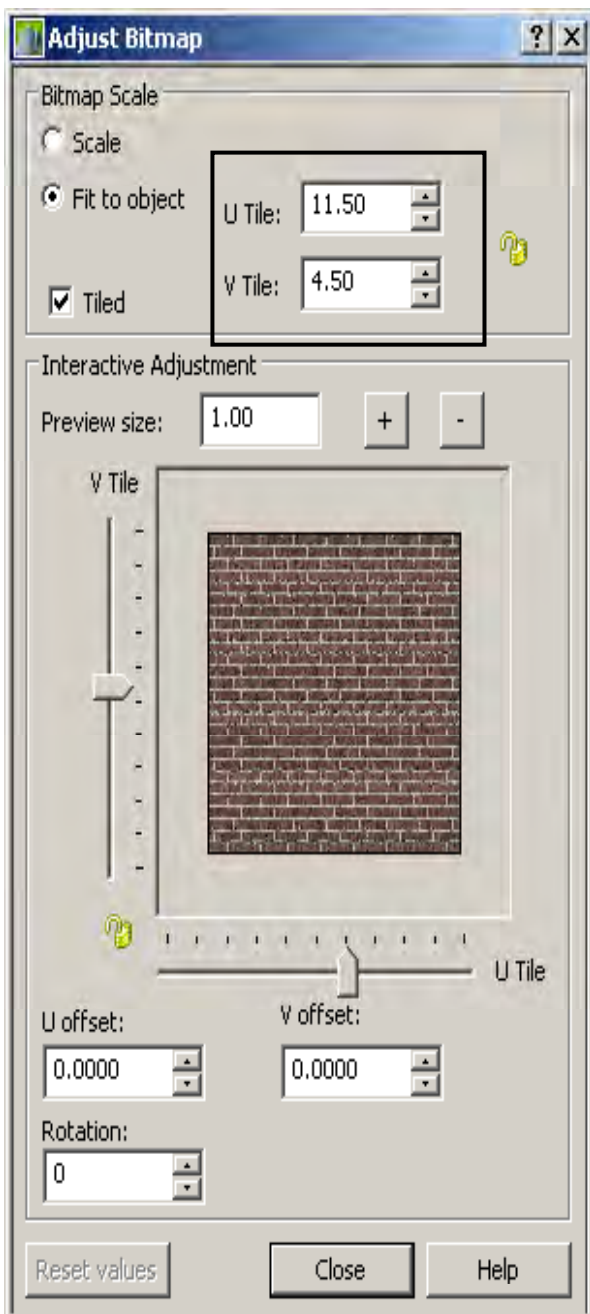 Adjust Bitmap
Bitmap Scale
Scale
Fit to object
U Tile: 11.50
V Tile: 4.50
Tiled
Interactive Adjustment
Preview size: 1.00 + -
V Tile
U Tile
U offset: V offset:
0.0000 0.0000
Rotation:
0
Reset values Close Help